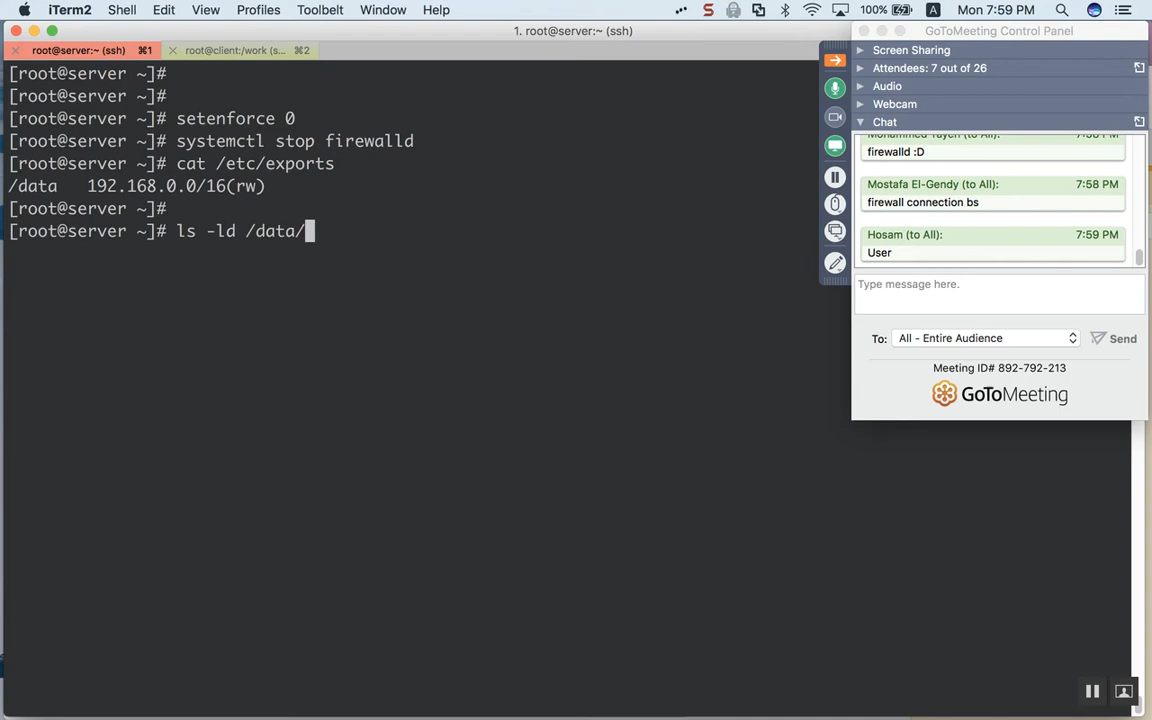 iTerm2 Shell Edit View Profiles Toolbelt Window Help 100% A Mon 7:59 PM
1. root@server:~ (ssh)
root@server:~ (ssh) ⌘1 root@client:/work (s... ⌘2
[root@server ~]#
[root@server ~]#
[root@server ~]# setenforce 0
[root@server ~]# systemctl stop firewalld
[root@server ~]# cat /etc/exports
/data 192.168.0.0/16(rw)
[root@server ~]#
[root@server ~]# ls -ld /data/
GoToMeeting Control Panel
Screen Sharing
Attendees: 7 out of 26
Audio
Webcam
Chat
(to All):
firewalld :D
Mostafa El-Gendy (to All): 7:58 PM
firewall connection bs
Hosam (to All): 7:59 PM
User
Type message here.
To: All - Entire Audience Send
Meeting ID# 892-792-213
GoToMeeting